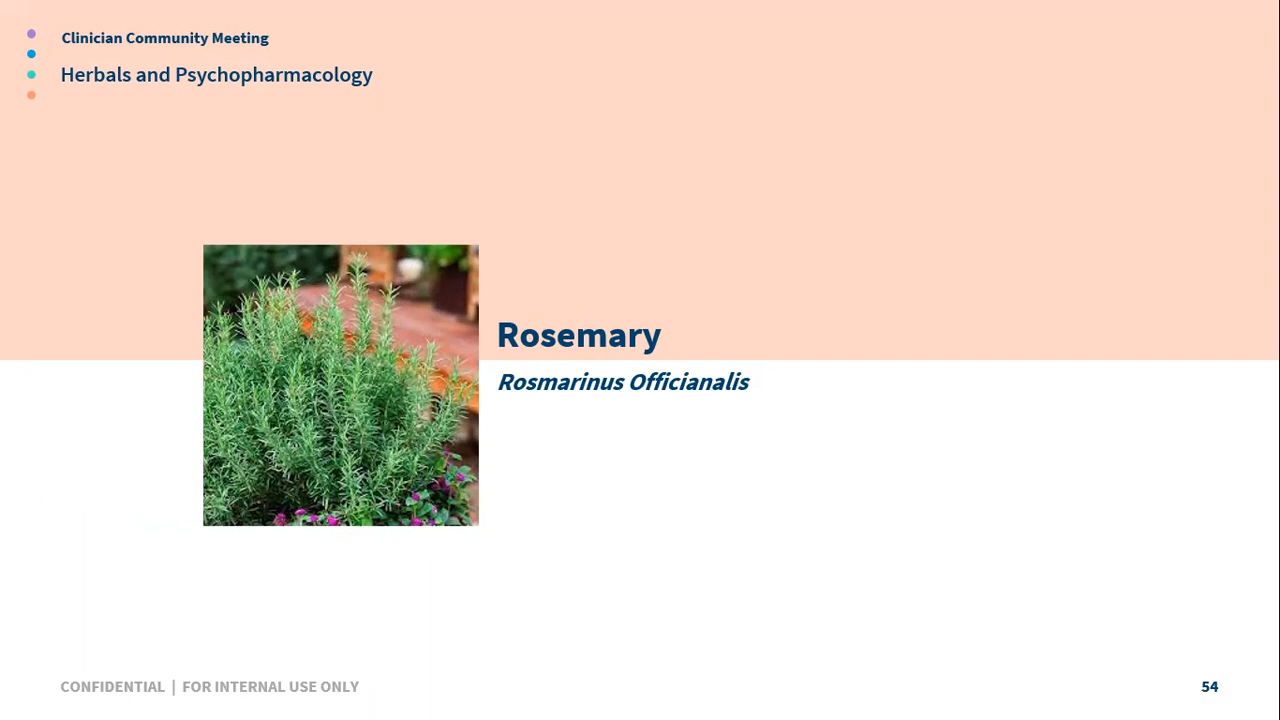 Clinician Community Meeting
Herbals and Psychopharmacology
Rosemary
Rosmarinus Officianalis
CONFIDENTIAL | FOR INTERNAL USE ONLY
54